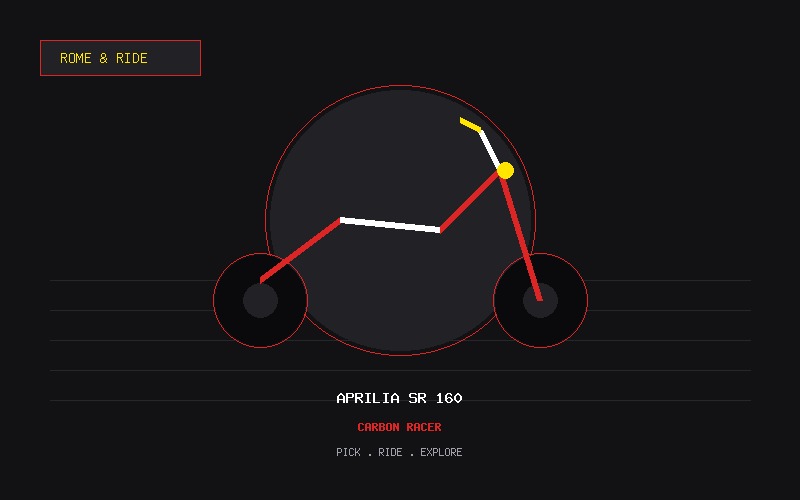 ROME & RIDE
APRILIA SR 160
CARBON RACER
PICK . RIDE . EXPLORE